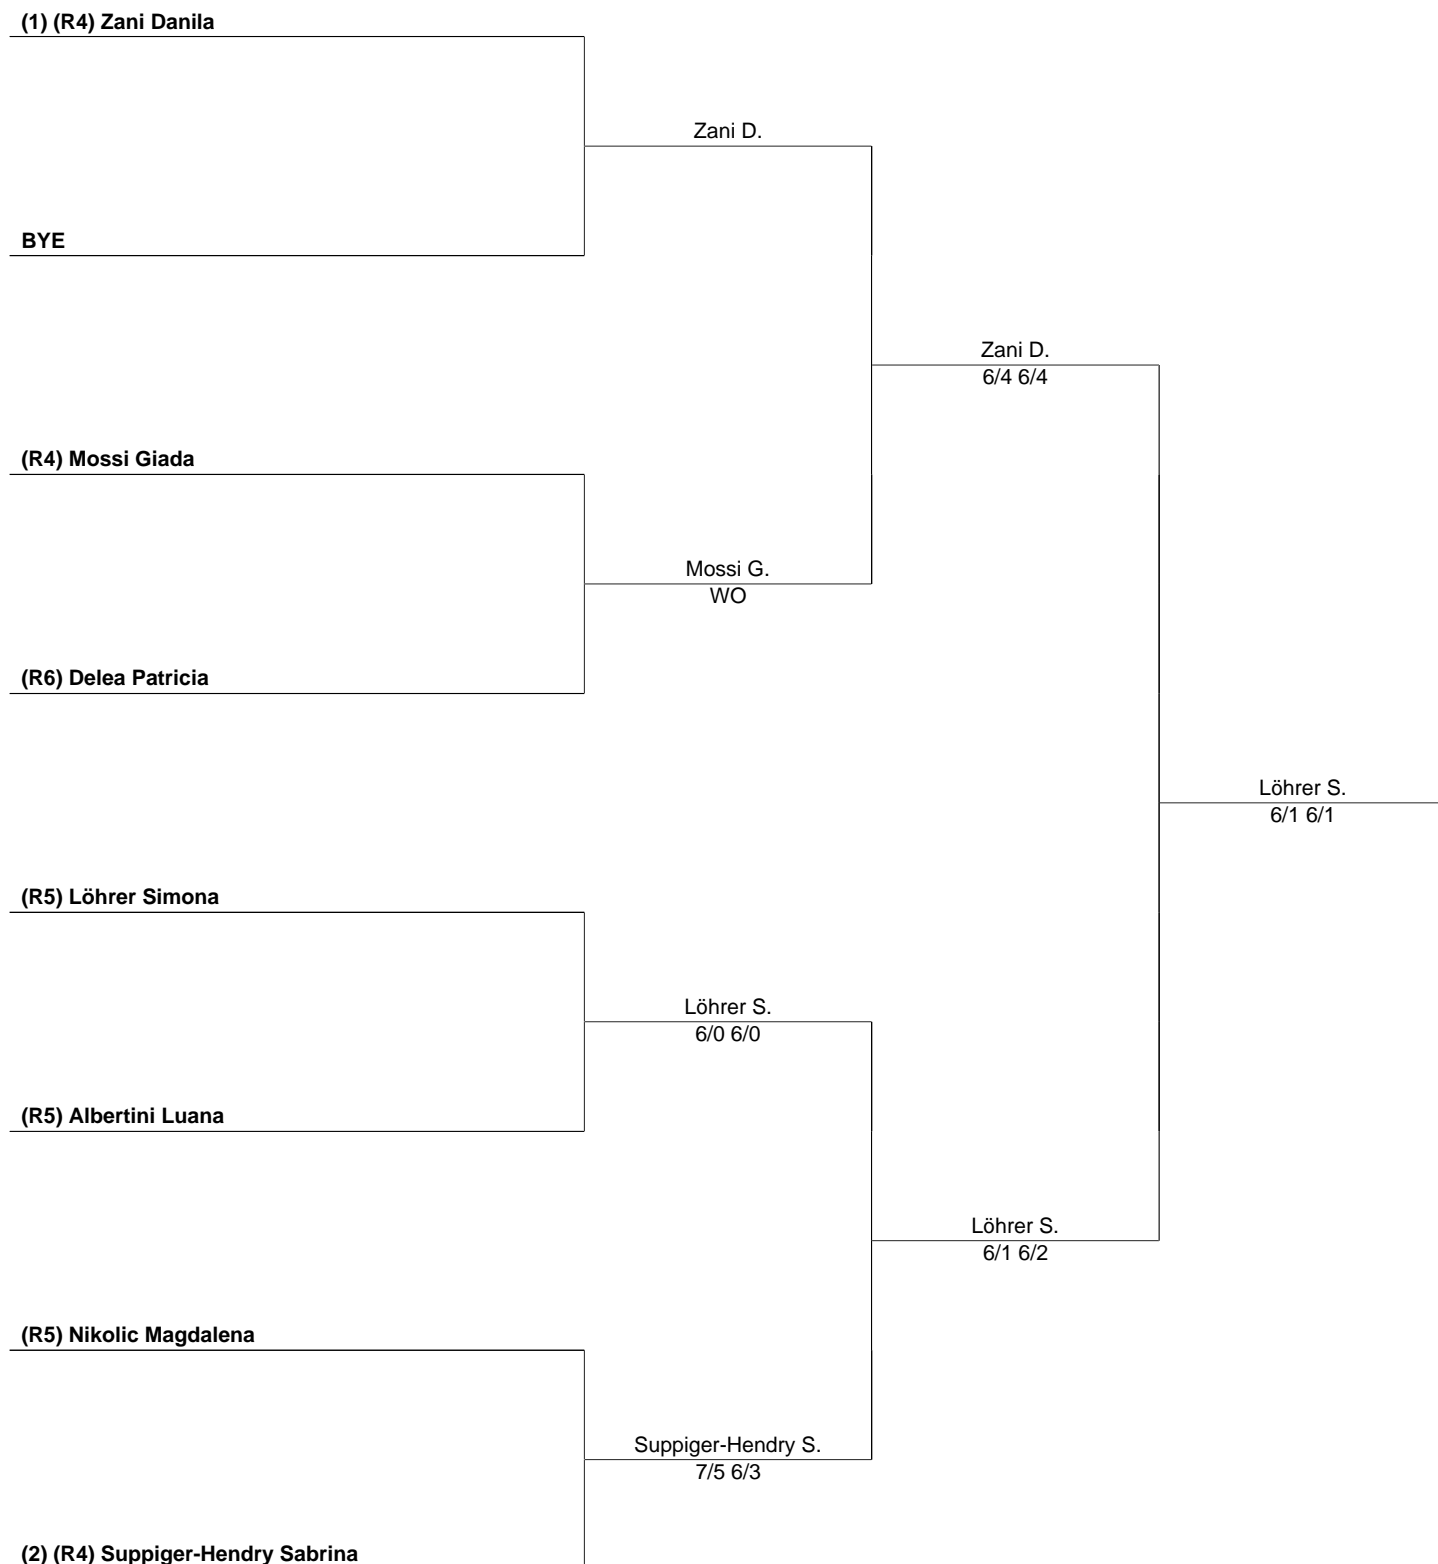 (1) (R4) Zani Danila
Zani D.
BYE
Zani D.
6/4 6/4
(R4) Mossi Giada
Mossi G.
WO
(R6) Delea Patricia
Löhrer S.
6/1 6/1
(R5) Löhrer Simona
Löhrer S.
6/0 6/0
(R5) Albertini Luana
Löhrer S.
6/1 6/2
(R5) Nikolic Magdalena
Suppiger-Hendry S.
7/5 6/3
(2) (R4) Suppiger-Hendry Sabrina